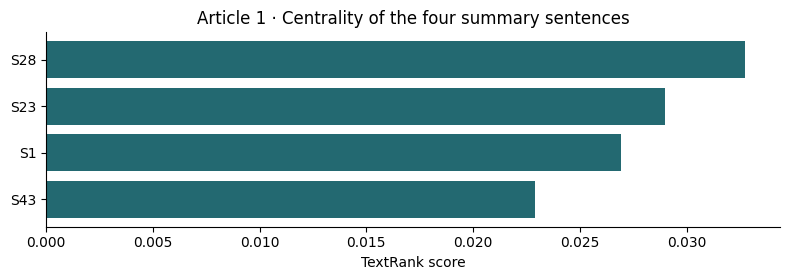 Article 1 · Centrality of the four summary sentences
S28
S23
S1
S43
0.000 0.005 0.010 0.015 0.020 0.025 0.030
TextRank score